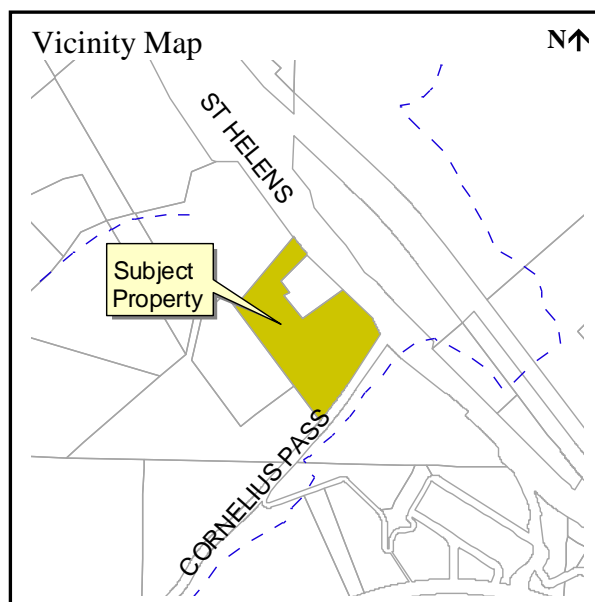 Vicinity Map
N↑
ST HELENS
Subject
Property
CORNELIUS PASS